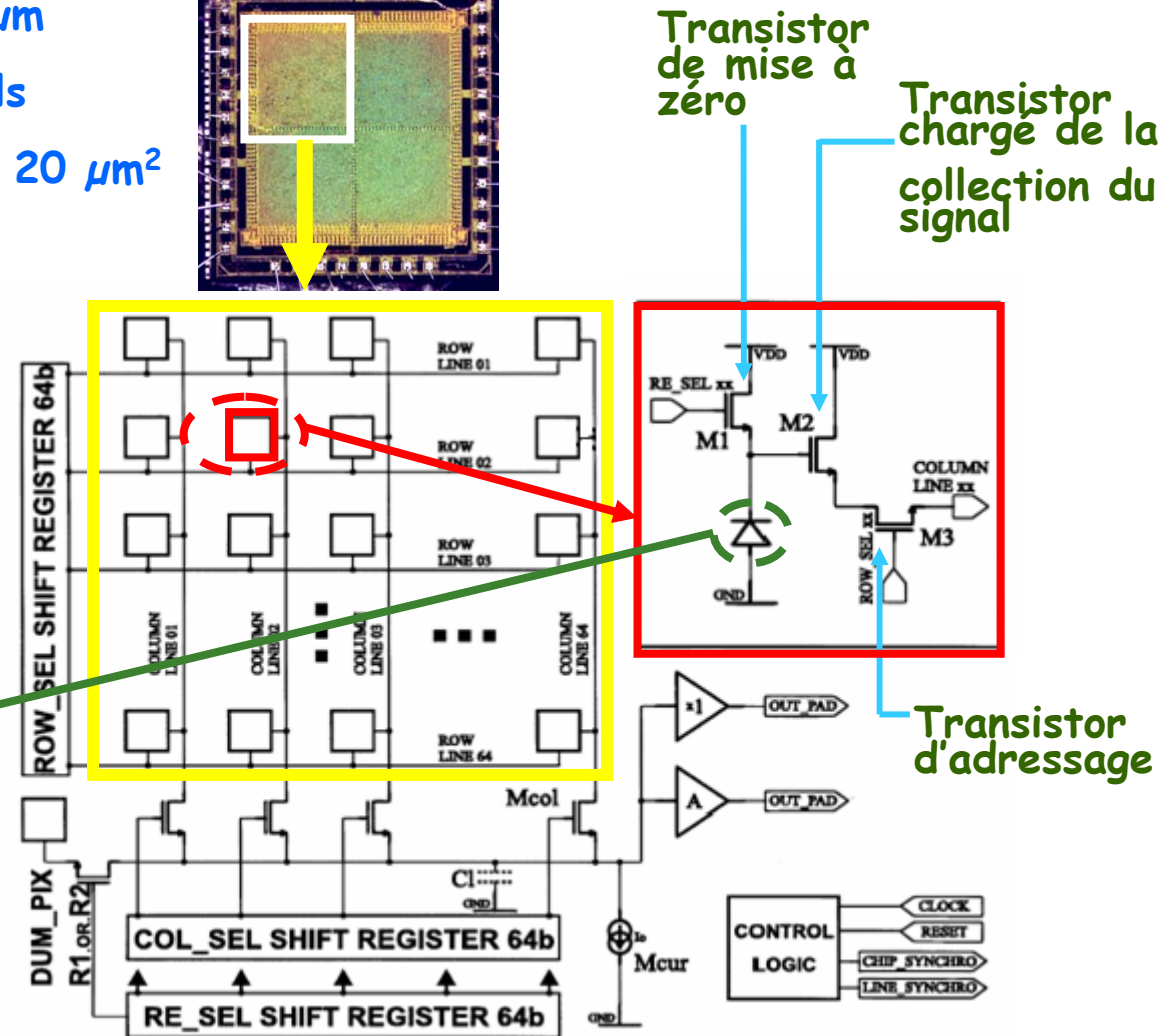 µm
ls
20 µm²
Transistor
de mise à
zéro
Transistor
chargé de la
collection du
signal
ROW_SEL SHIFT REGISTER 64b
ROW
LINE 01
ROW
LINE 02
ROW
LINE 03
COLUMN
LINE 01
COLUMN
LINE 02
COLUMN
LINE 03
COLUMN
LINE 64
ROW
LINE 64
VDD
VDD
RE_SEL xx
M1
M2
COLUMN
LINE xx
M3
ROW_SEL xx
GND
Transistor
d'adressage
x1
OUT_PAD
A
OUT_PAD
Mcol
DUM_PIX
R1.OR.R2
Cl
GND
COL_SEL SHIFT REGISTER 64b
RE_SEL SHIFT REGISTER 64b
Io
Mcur
GND
CONTROL
LOGIC
CLOCK
RESET
CHIP_SYNCHRO
LINE_SYNCHRO